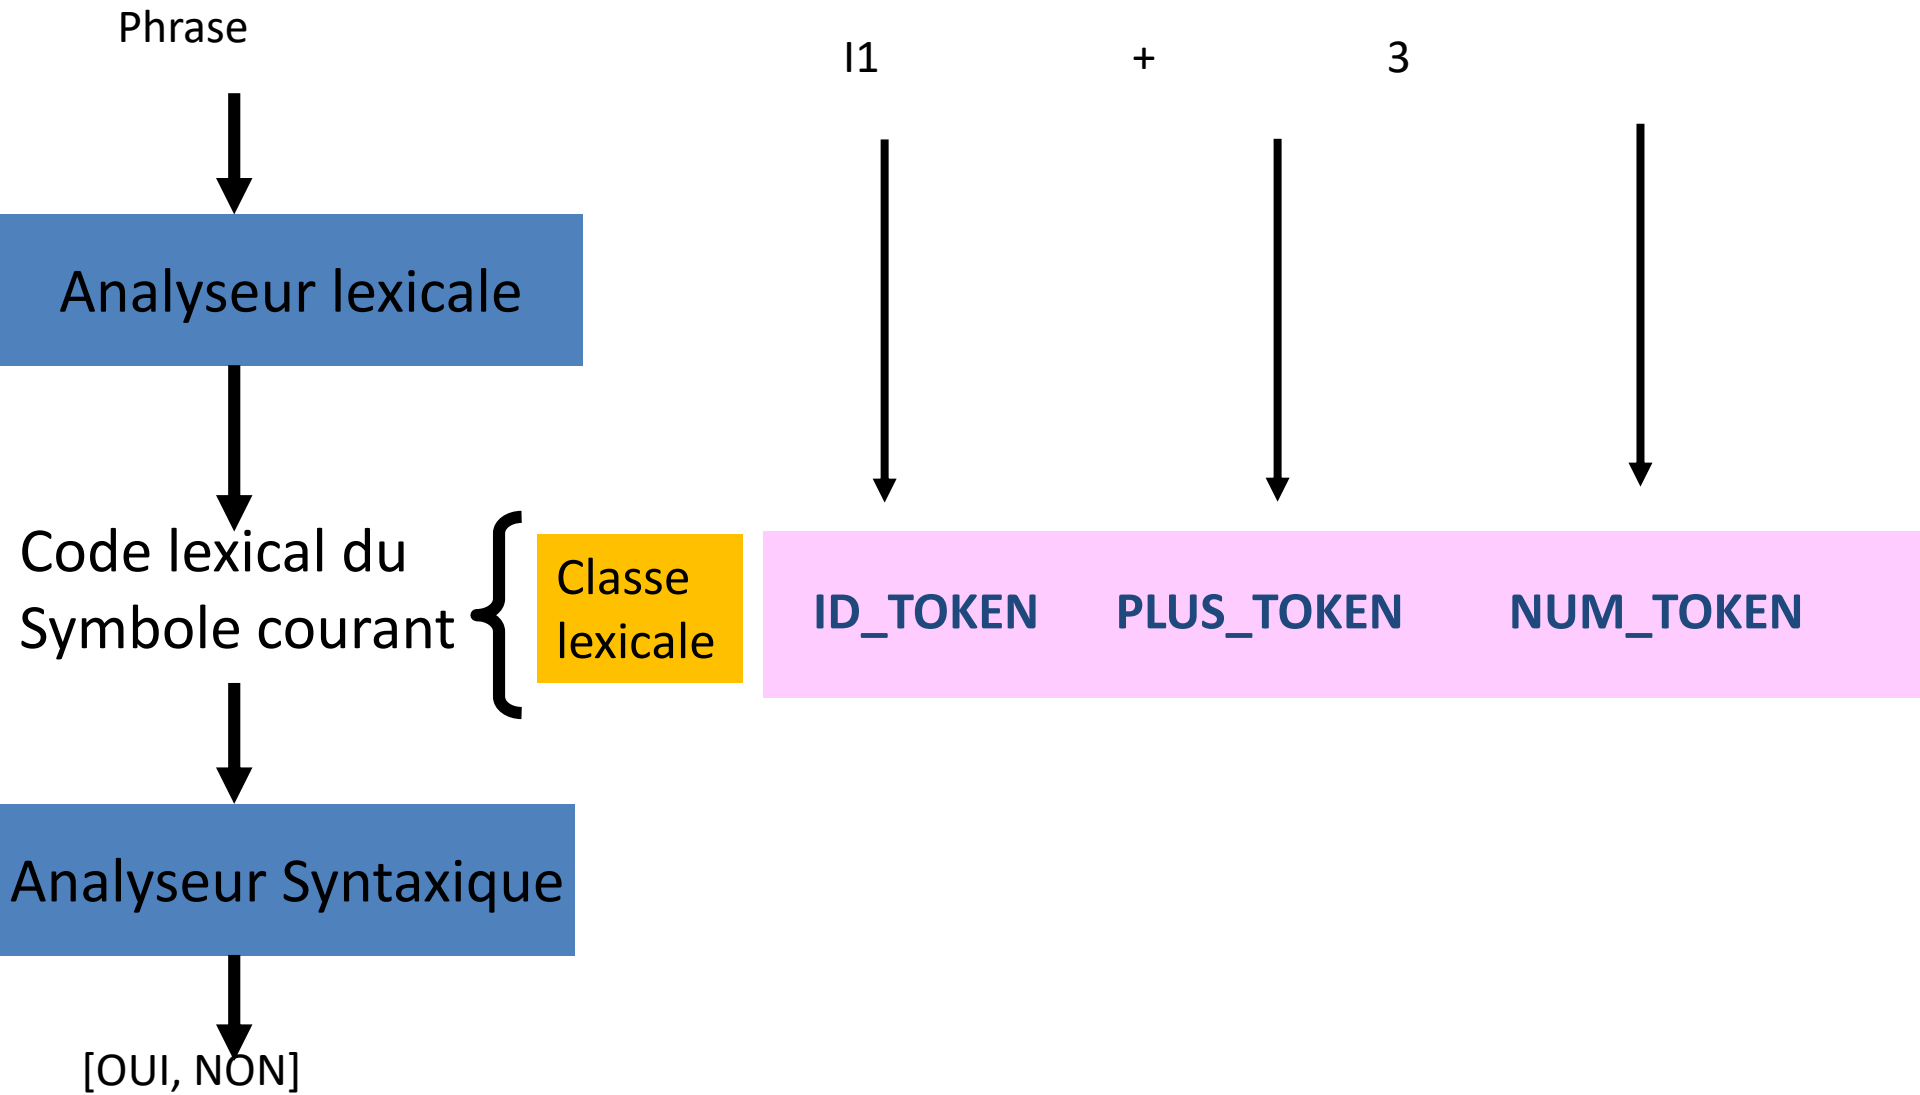 Phrase
I1 + 3
Analyseur lexicale
Code lexical du
Symbole courant
Classe
lexicale
ID_TOKEN PLUS_TOKEN NUM_TOKEN
Analyseur Syntaxique
[OUI, NON]